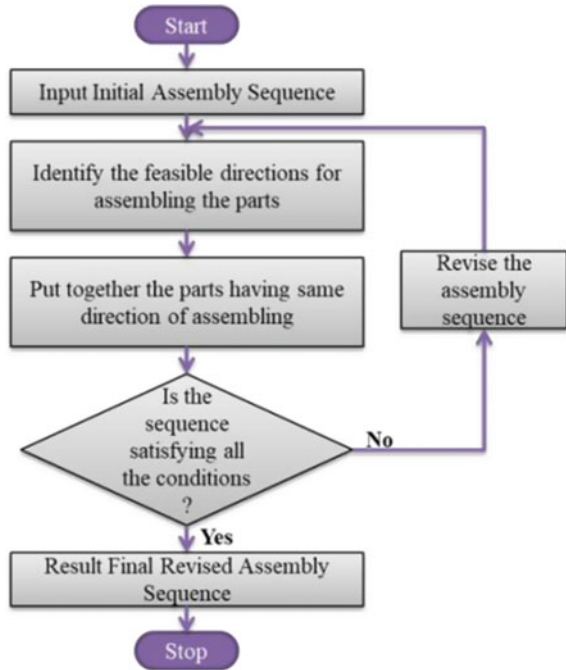 Start
Input Initial Assembly Sequence
Identify the feasible directions for
assembling the parts
Put together the parts having same
direction of assembling
Revise the
assembly
sequence
Is the
sequence
satisfying all
the conditions
?
No
Yes
Result Final Revised Assembly
Sequence
Stop